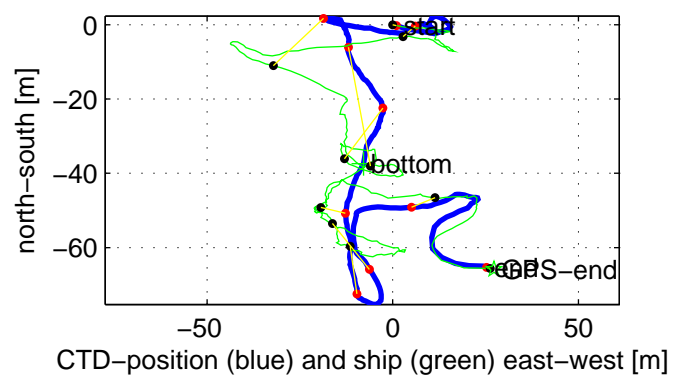 0
start
−20
−40
bottom
−60
end
GPS−end
north−south [m]
−50
0
50
CTD−position (blue) and ship (green) east−west [m]